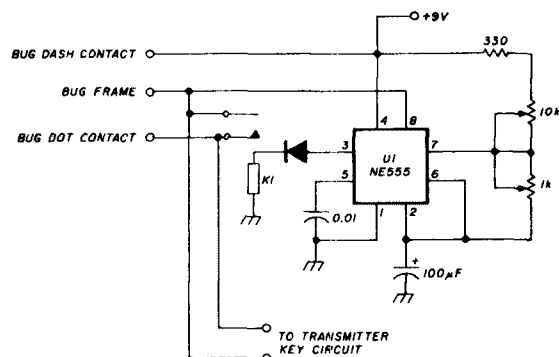 +9V
BUG DASH CONTACT
330
BUG FRAME
10k
4
8
BUG DOT CONTACT
3
U1
7
NE555
K1
5
6
1k
1
2
0.01
+
100µF
TO TRANSMITTER
KEY CIRCUIT